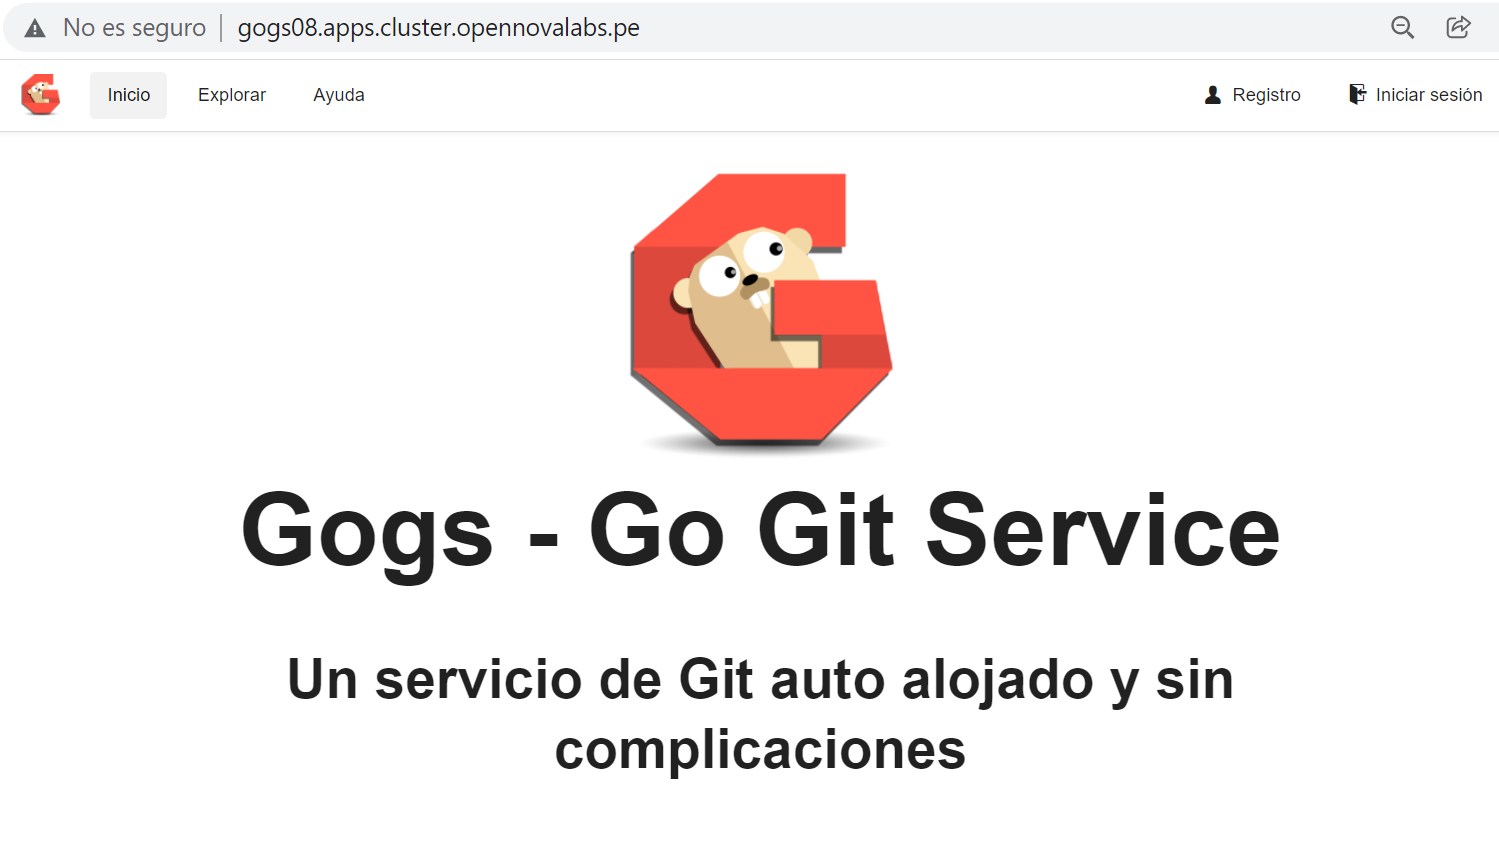 No es seguro | gogs08.apps.cluster.opennovalabs.pe
Inicio Explorar Ayuda Registro Iniciar sesión
Gogs - Go Git Service
Un servicio de Git auto alojado y sin
complicaciones